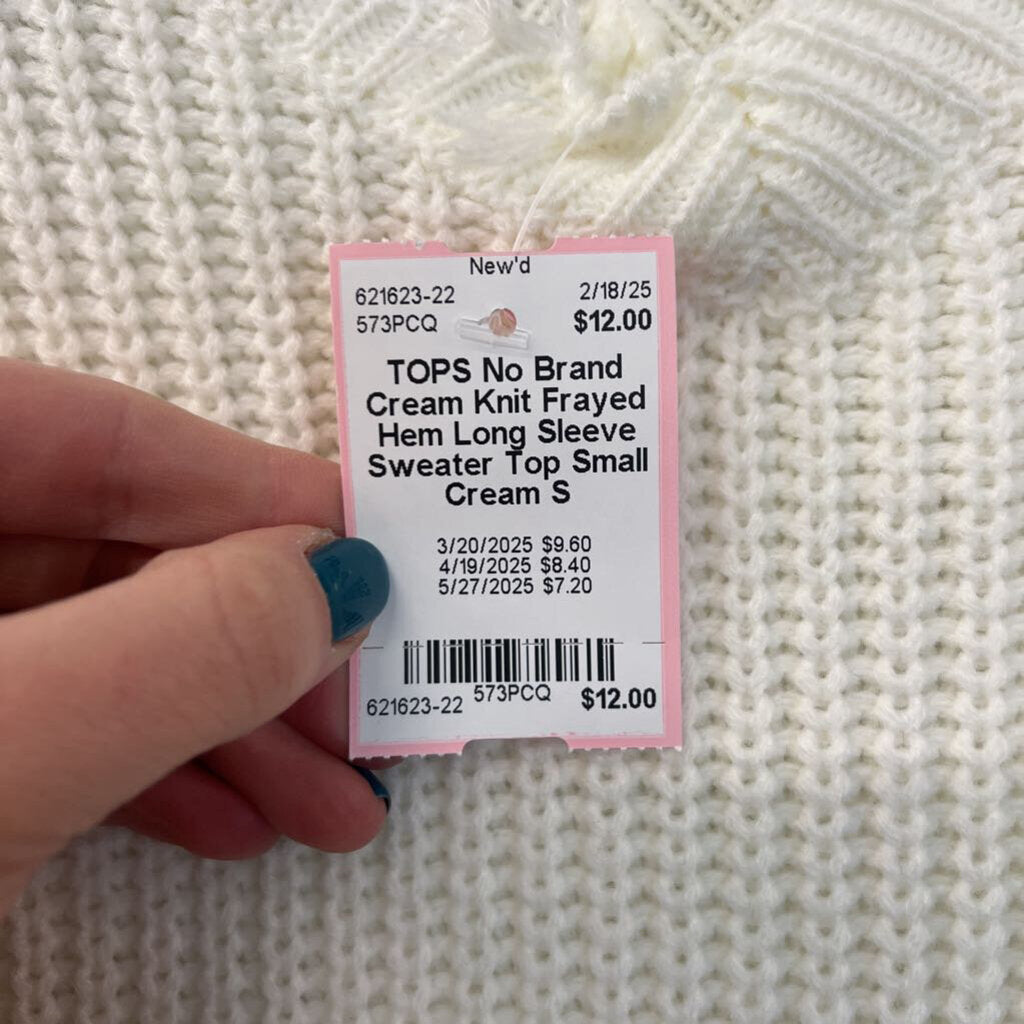 New'd
621623-22 2/18/25
573PCQ $12.00
TOPS No Brand
Cream Knit Frayed
Hem Long Sleeve
Sweater Top Small
Cream S
3/20/2025 $9.60
4/19/2025 $8.40
5/27/2025 $7.20
621623-22 573PCQ $12.00